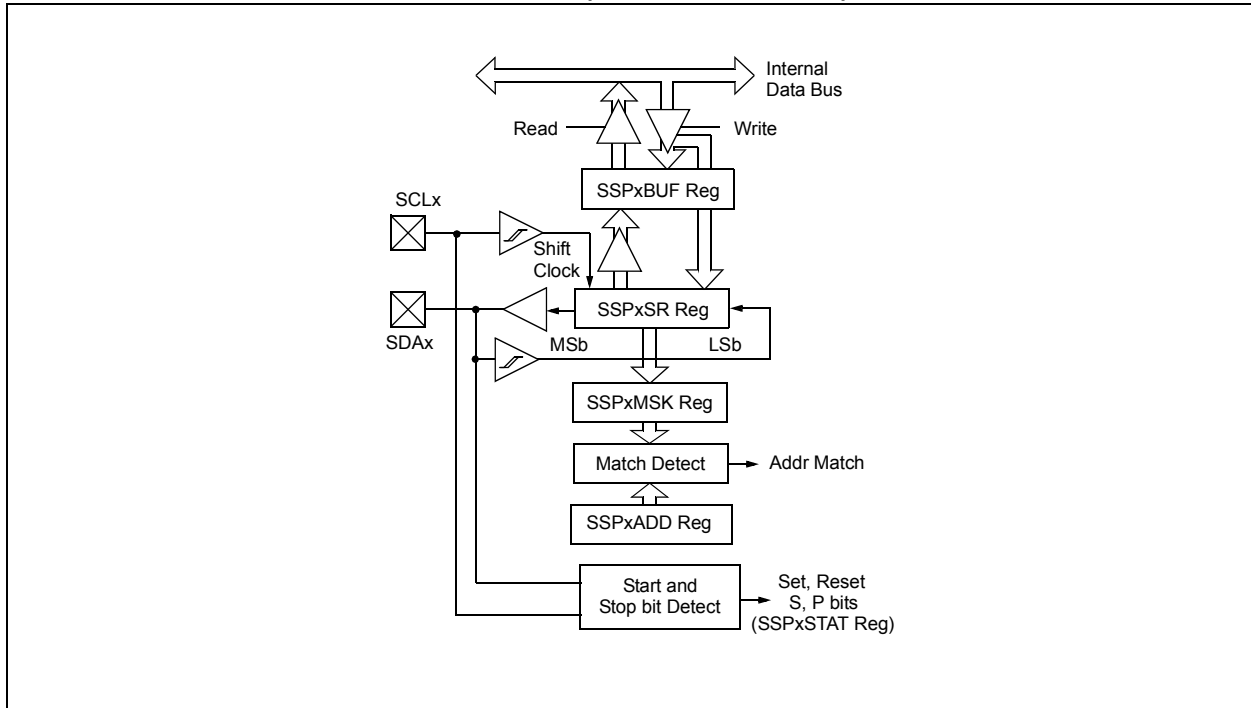 Internal
Data Bus
Read
Write
SSPxBUF Reg
SCLx
Shift
Clock
SSPxSR Reg
SDAx
MSb
LSb
SSPxMSK Reg
Match Detect
Addr Match
SSPxADD Reg
Start and
Stop bit Detect
Set, Reset
S, P bits
(SSPxSTAT Reg)